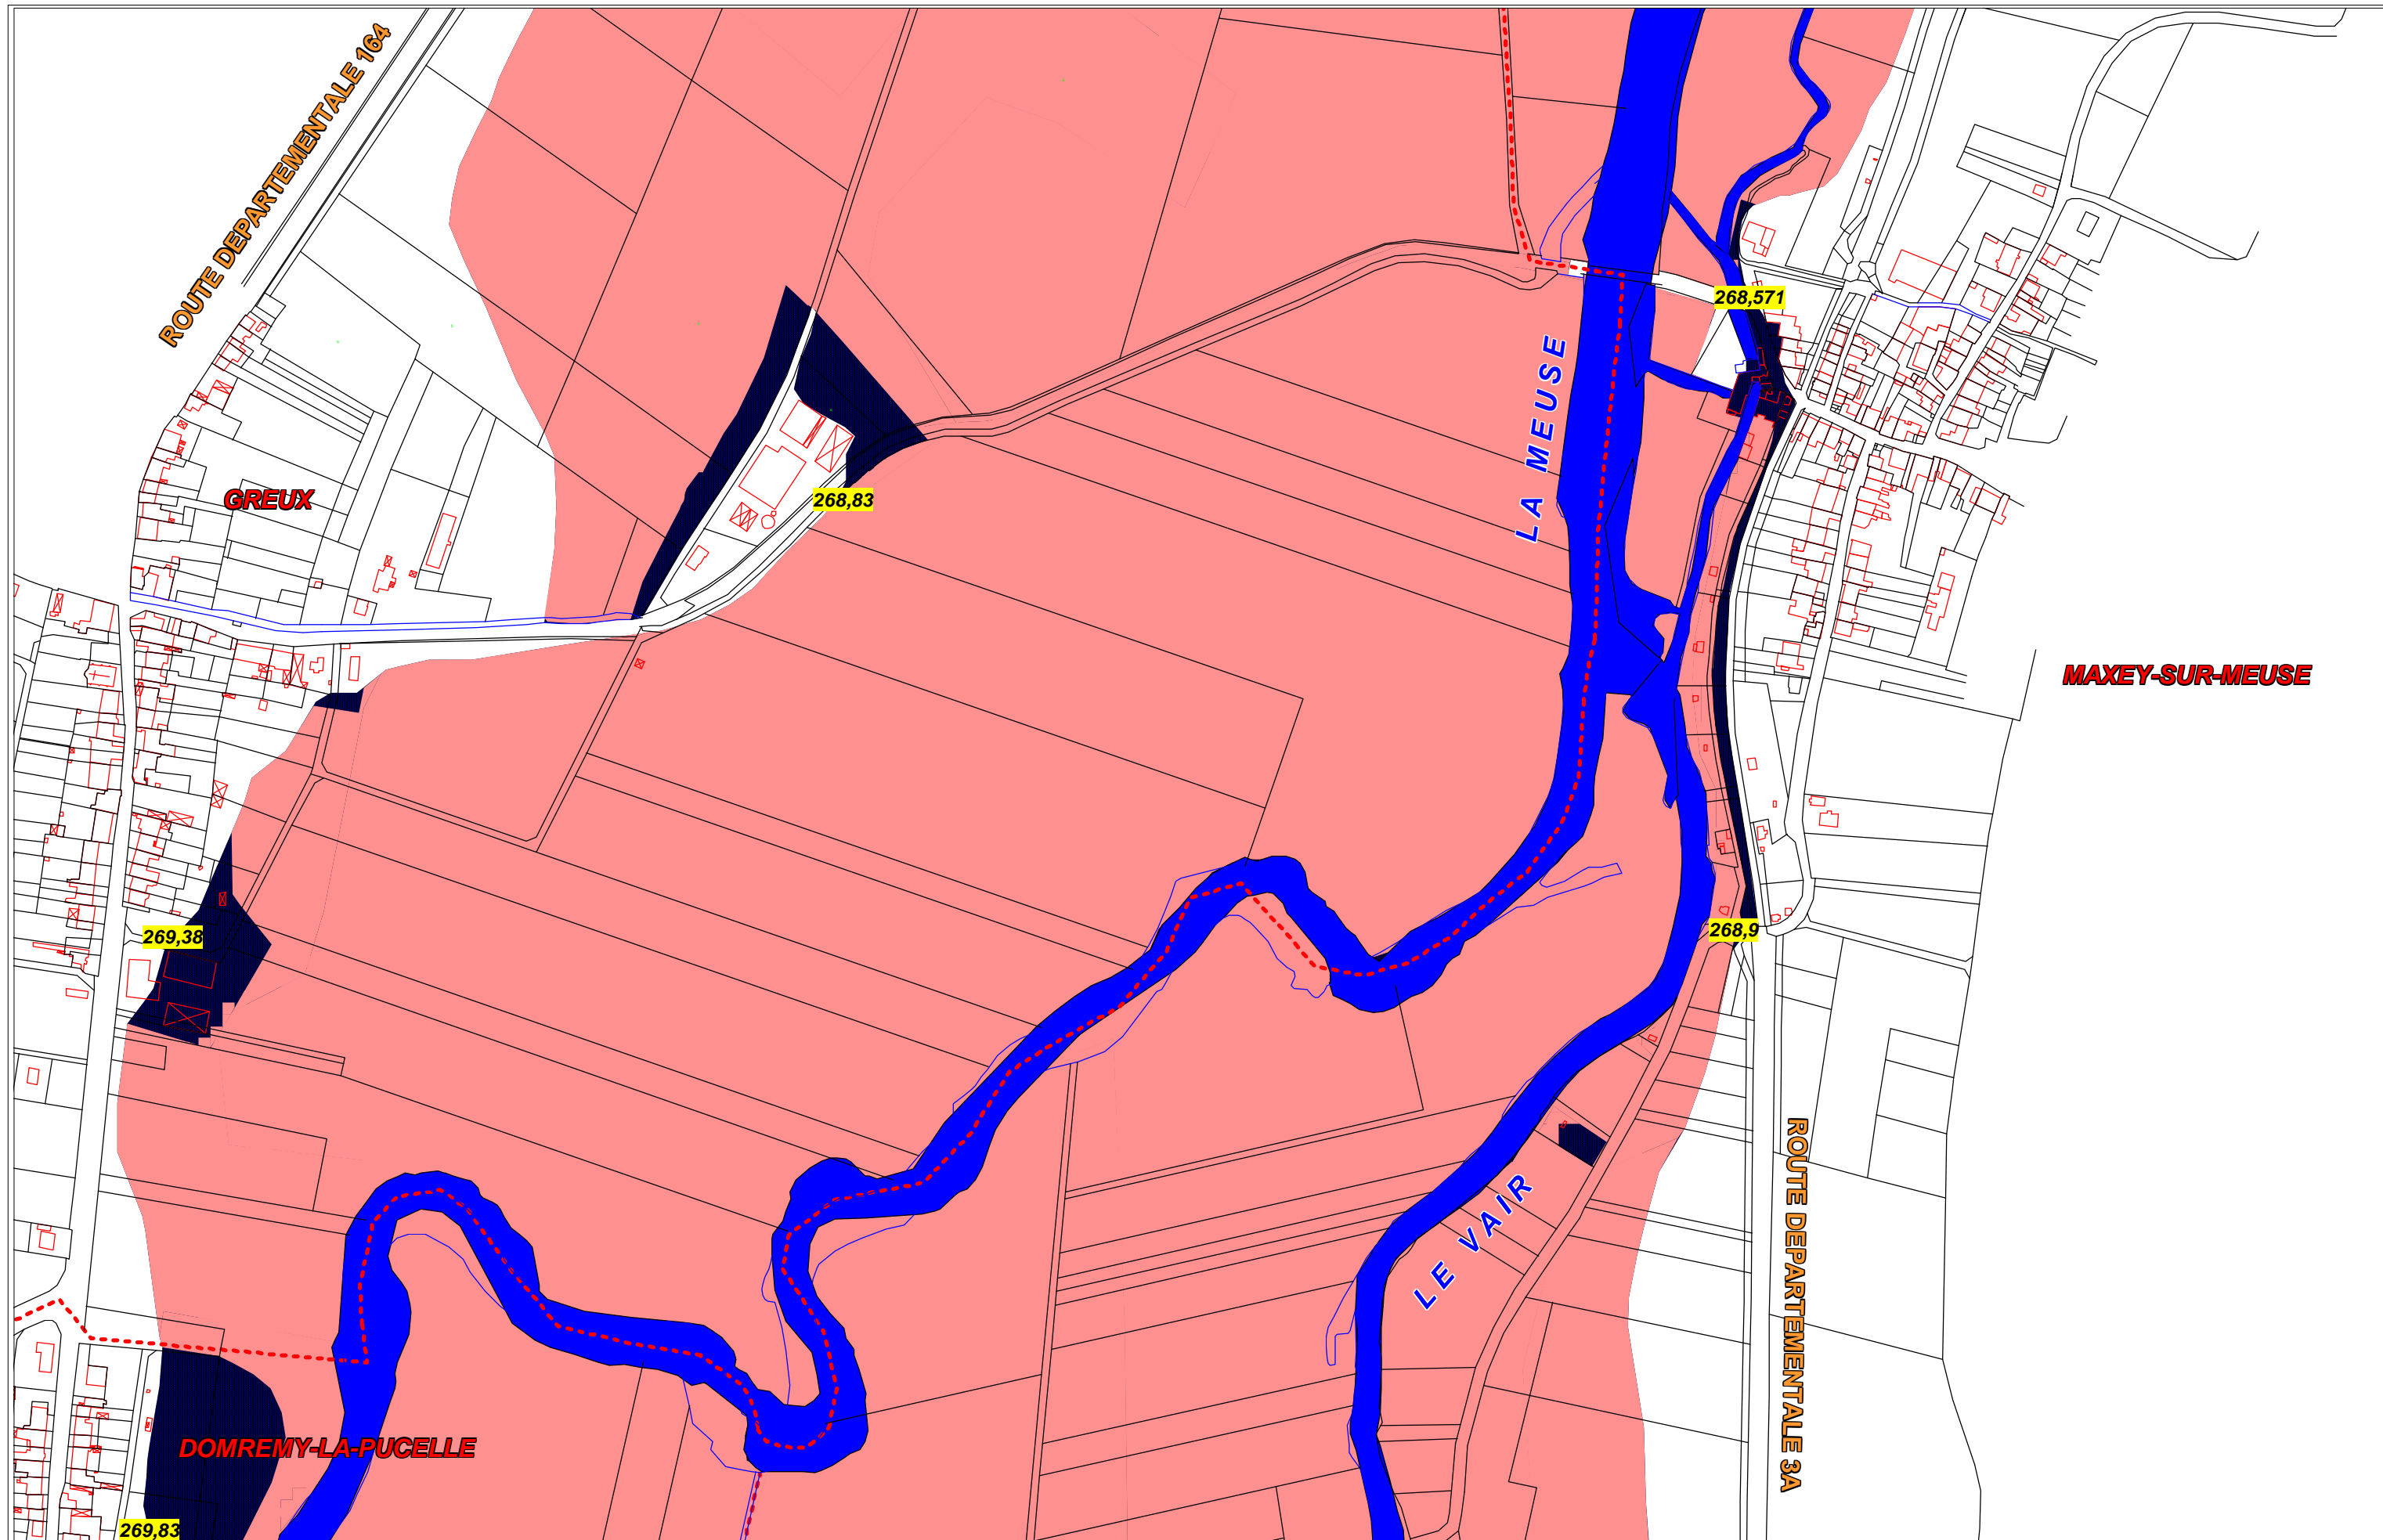 ROUTE DEPARTEMENTALE 164
268,571
LA MEUSE
GREUX
268,83
MAXEY-SUR-MEUSE
269,38
268,9
LE VAIR
ROUTE DEPARTEMENTALE 3A
DOMREMY-LA-PUCELLE
269,83